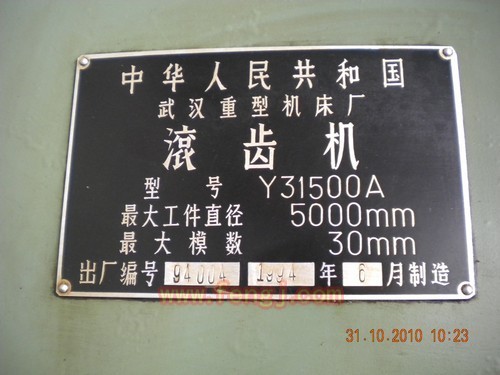 中华人民共和国
武汉重型机床厂
滚齿机
型号 Y31500A
最大工件直径 5000mm
最大模数 30mm
出厂编号 94004 1994 年 6 月制造
31.10.2010 10:23